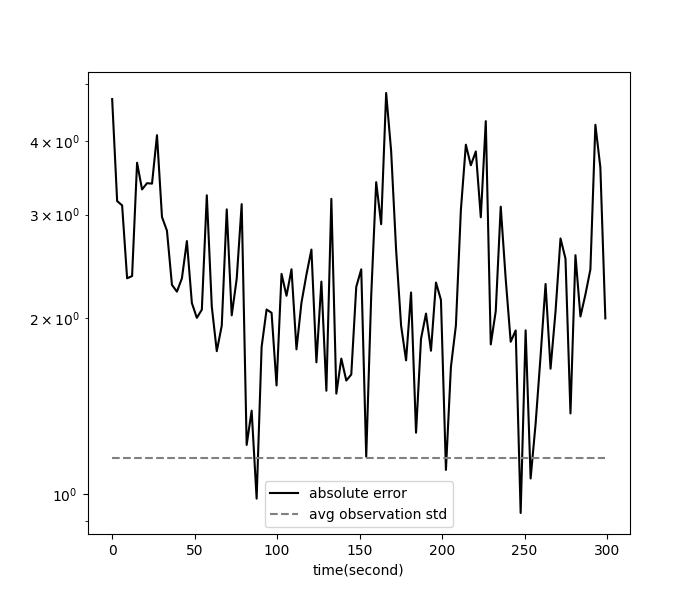 4 × 10⁰
3 × 10⁰
2 × 10⁰
10⁰
absolute error
avg observation std
0 50 100 150 200 250 300
time(second)